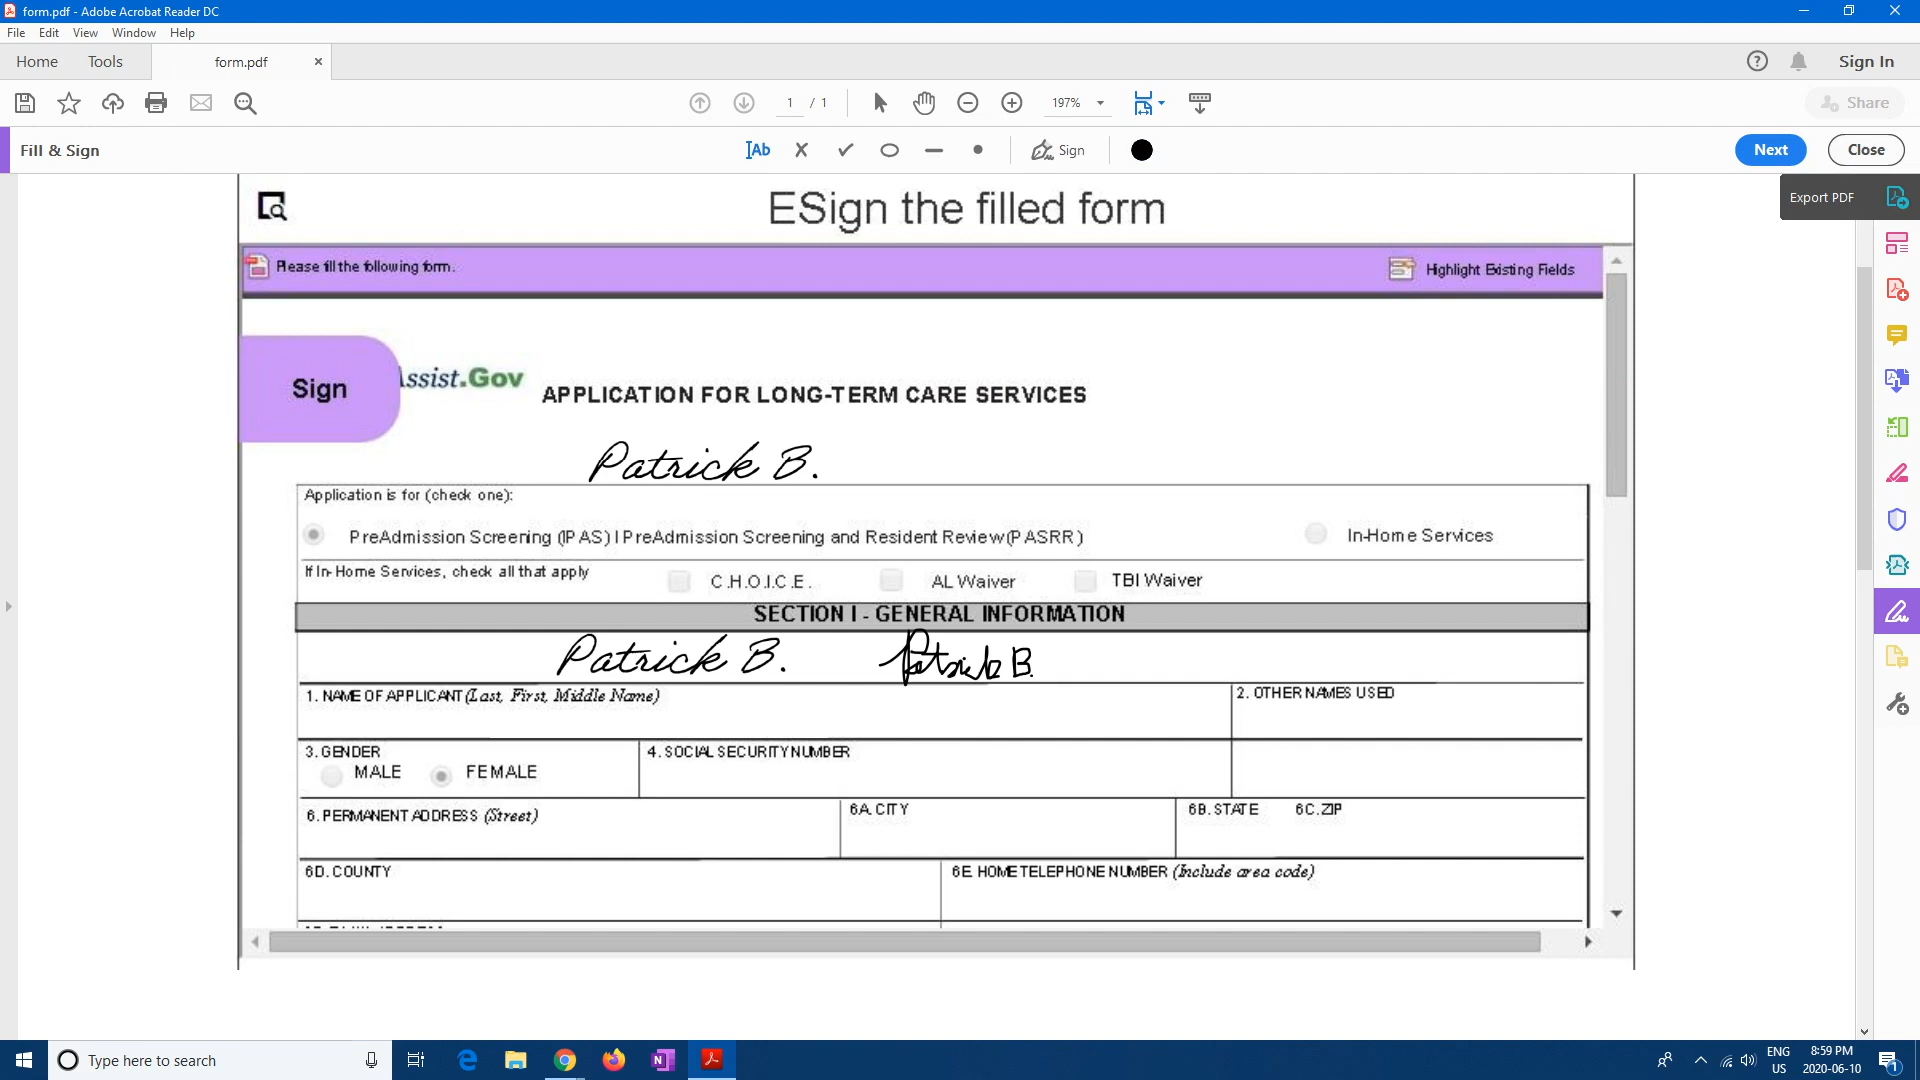 form.pdf - Adobe Acrobat Reader DC
File Edit View Window Help
Home Tools form.pdf × Sign In
1 / 1 197% Share
Fill & Sign Ab Sign Next Close
Export PDF
ESign the filled form
Please fill the following form. Highlight Existing Fields
Sign ssist.Gov APPLICATION FOR LONG-TERM CARE SERVICES
Patrick B.
Application is for (check one):
PreAdmission Screening (IPAS) | PreAdmission Screening and Resident Review (PASRR) In-Home Services
If In-Home Services, check all that apply C.H.O.I.C.E. AL Waiver TBI Waiver
SECTION I - GENERAL INFORMATION
Patrick B. Patrick B.
1. NAME OF APPLICANT (Last, First, Middle Name) 2. OTHER NAMES USED
3. GENDER 4. SOCIAL SECURITY NUMBER
MALE FEMALE
6. PERMANENT ADDRESS (Street) 6A. CITY 6B. STATE 6C. ZIP
6D. COUNTY 6E. HOME TELEPHONE NUMBER (Include area code)
Type here to search
ENG 8:59 PM
US 2020-06-10 1